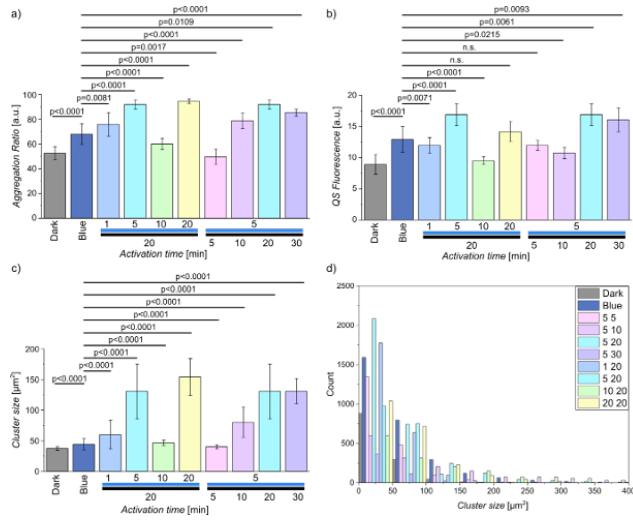 a)
p<0.0001
p=0.0109
p<0.0001
p=0.0017
p<0.0001
p<0.0001
p<0.0001
p=0.0081
p<0.0001
Aggregation Ratio [a.u.]
100
80
60
40
20
0
Dark
Blue
1 5 10 20 5 10 20 30
20 5
Activation time [min]
b)
p=0.0093
p=0.0061
p=0.0215
n.s.
n.s.
p<0.0001
p<0.0001
p=0.0071
p<0.0001
QS Fluorescence [a.u.]
20
15
10
5
0
Dark
Blue
1 5 10 20 5 10 20 30
20 5
Activation time [min]
c)
p<0.0001
p<0.0001
p<0.0001
p<0.0001
p<0.0001
p<0.0001
p<0.0001
p<0.0001
p<0.0001
Cluster size [µm²]
200
150
100
50
0
Dark
Blue
1 5 10 20 5 10 20 30
20 5
Activation time [min]
d)
Dark
Blue
5 5
5 10
5 20
5 30
1 20
5 20
10 20
20 20
Count
2500
2000
1500
1000
500
0
0 50 100 150 200 250 300 350 400
Cluster size [µm²]